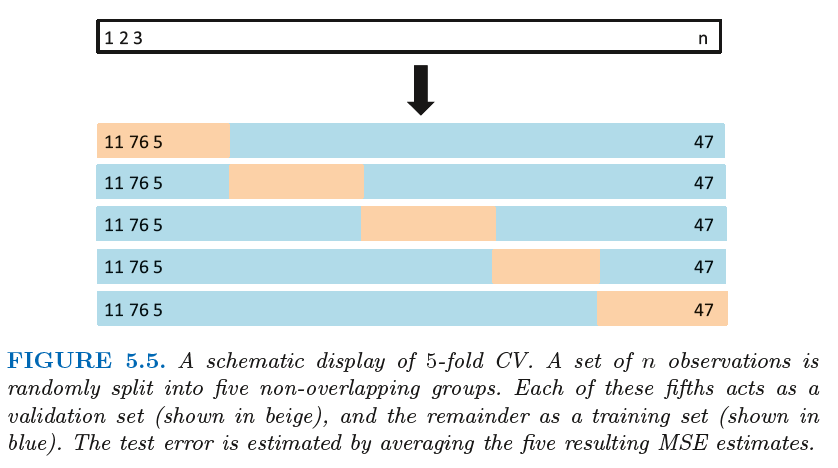 1 2 3 n
11 76 5 47
11 76 5 47
11 76 5 47
11 76 5 47
11 76 5 47
FIGURE 5.5. A schematic display of 5-fold CV. A set of n observations is
randomly split into five non-overlapping groups. Each of these fifths acts as a
validation set (shown in beige), and the remainder as a training set (shown in
blue). The test error is estimated by averaging the five resulting MSE estimates.